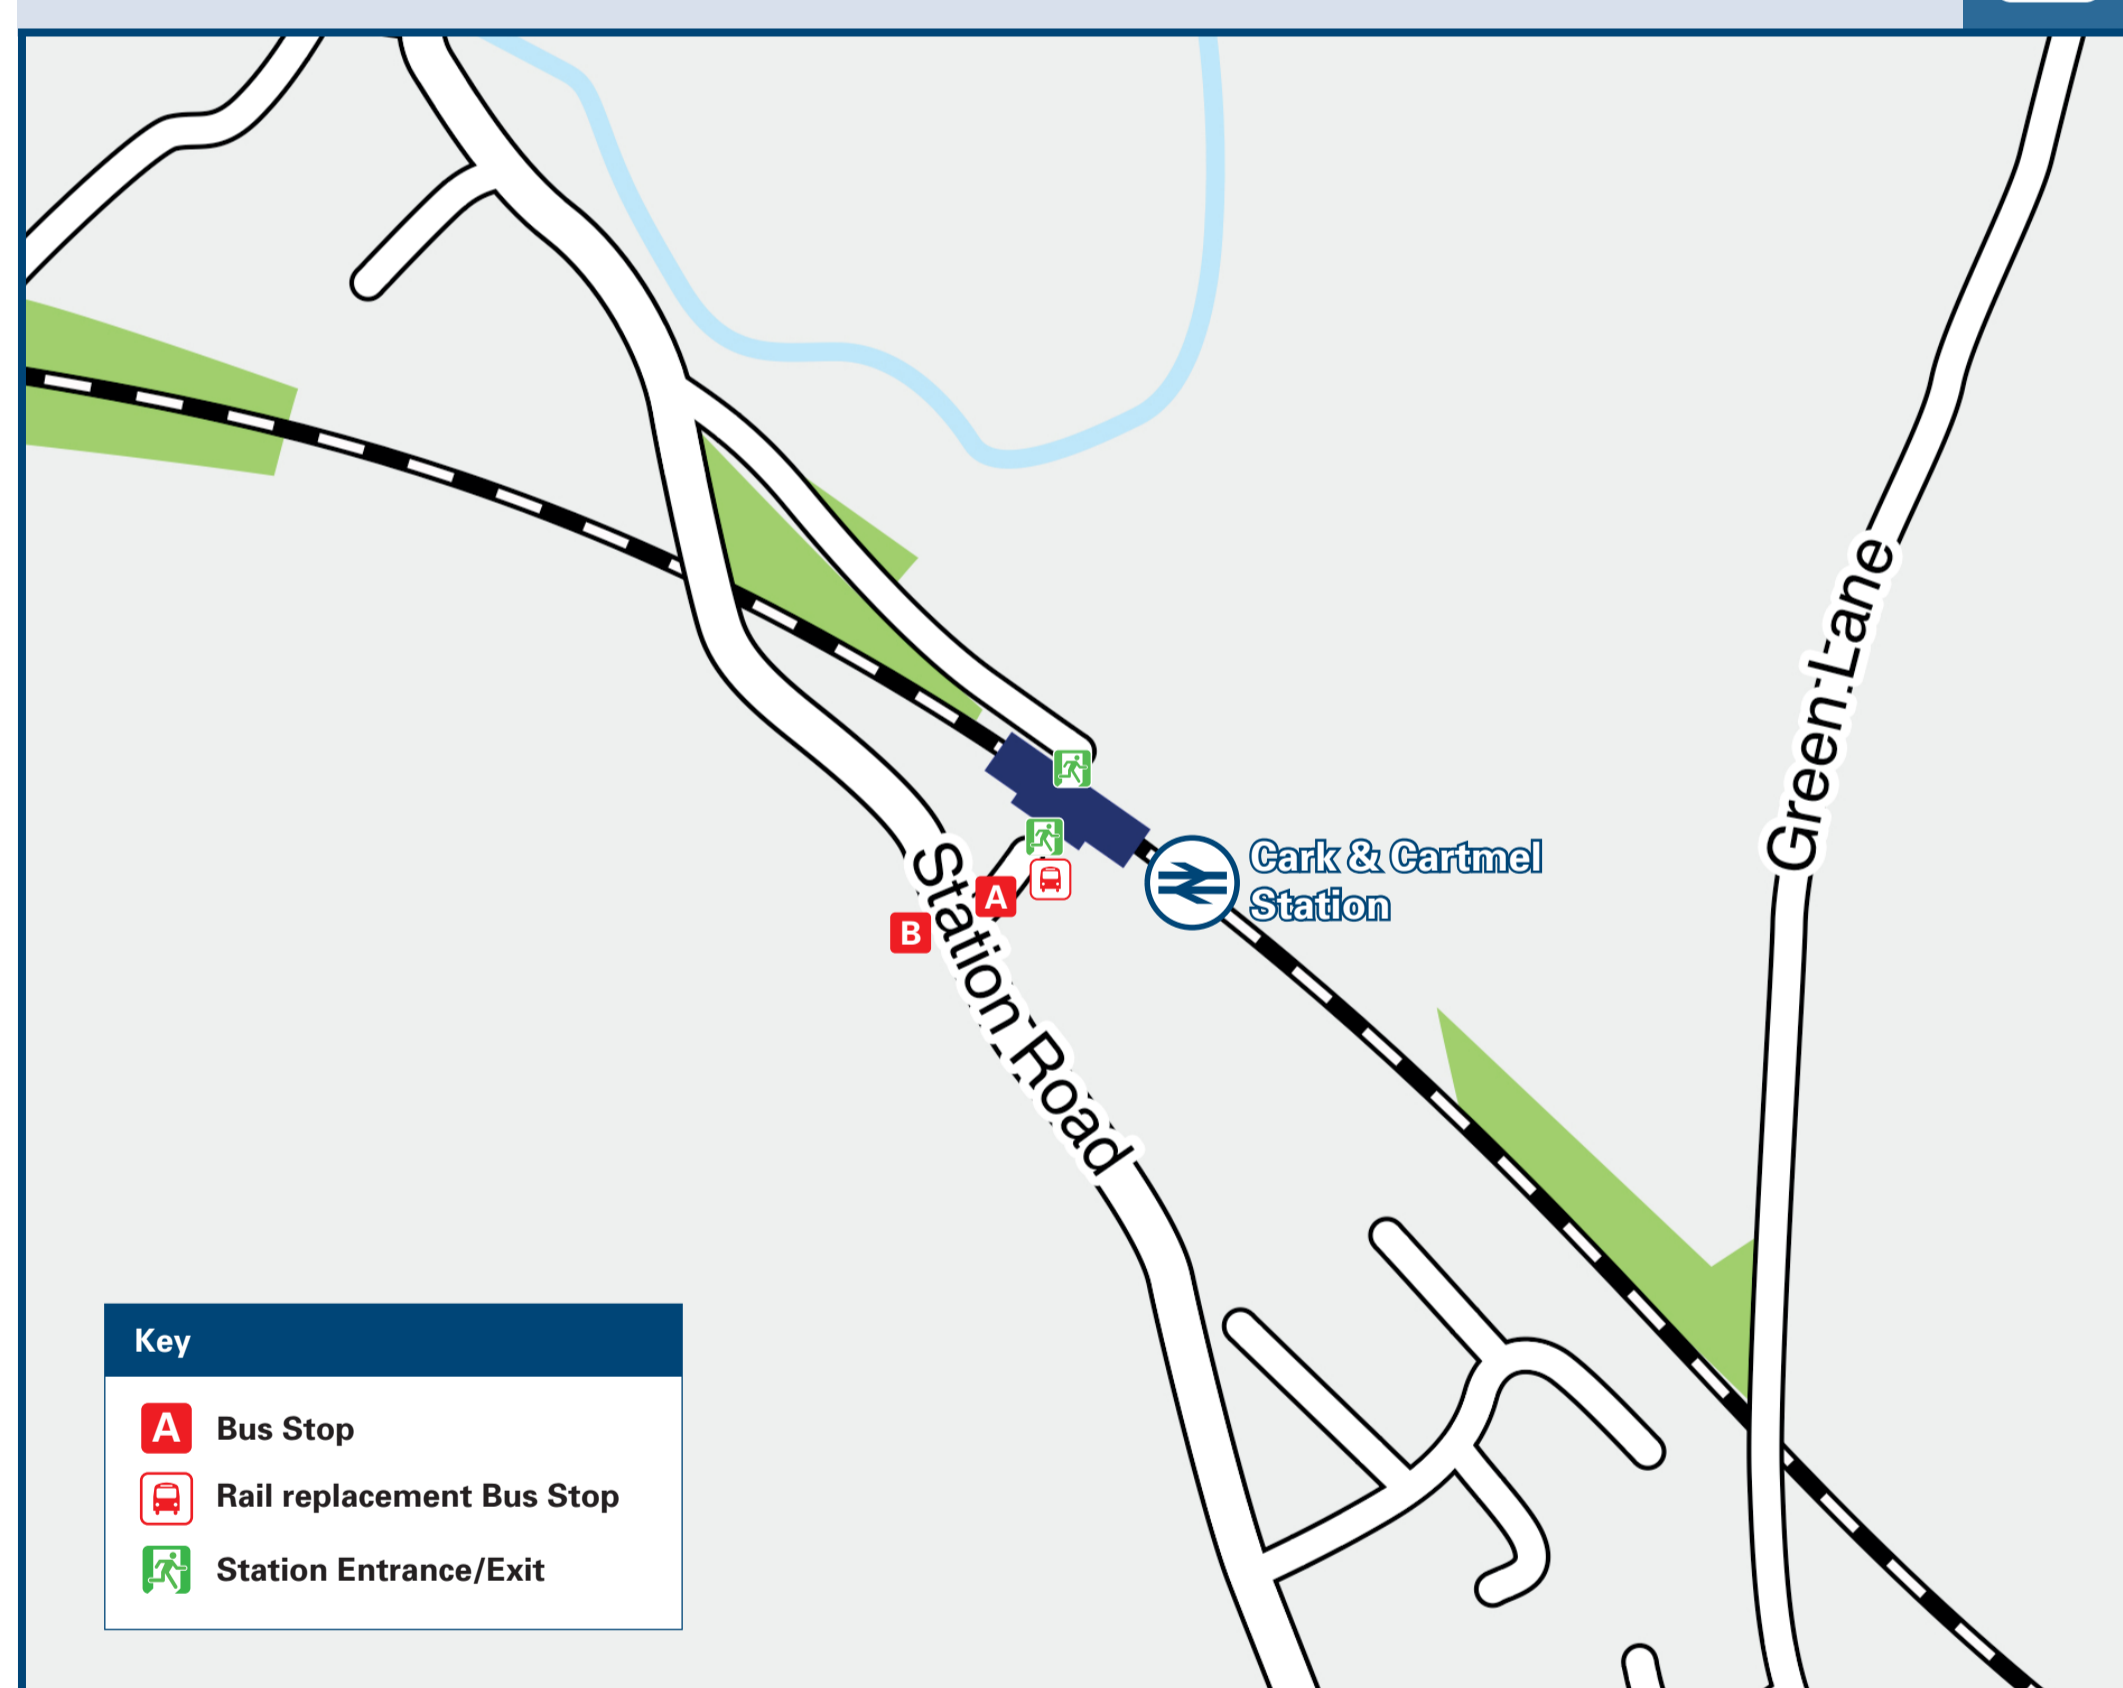 Green Lane
Cark & Cartmel
Station
Station Road
A
B
Key
A Bus Stop
Rail replacement Bus Stop
Station Entrance/Exit